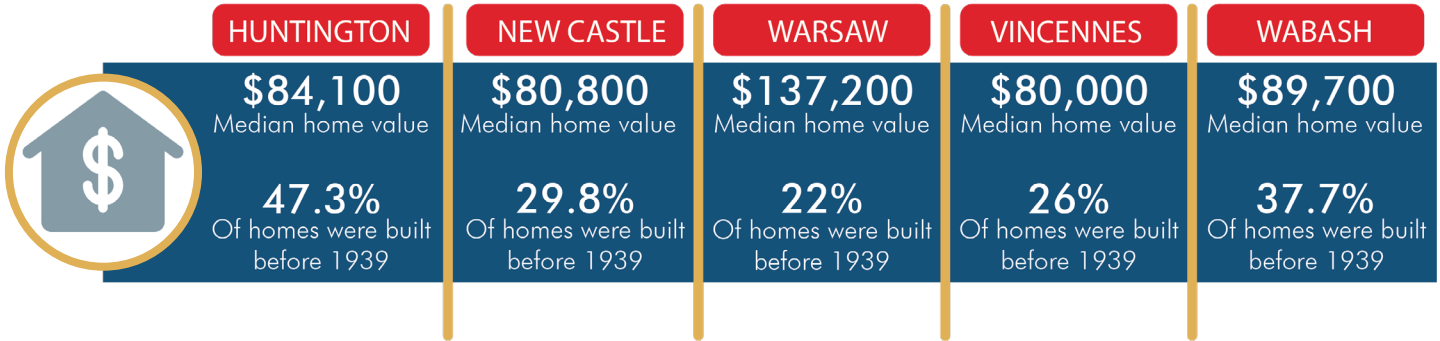 HUNTINGTON
$84,100
Median home value
47.3%
Of homes were built
before 1939
NEW CASTLE
$80,800
Median home value
29.8%
Of homes were built
before 1939
WARSAW
$137,200
Median home value
22%
Of homes were built
before 1939
VINCENNES
$80,000
Median home value
26%
Of homes were built
before 1939
WABASH
$89,700
Median home value
37.7%
Of homes were built
before 1939
$